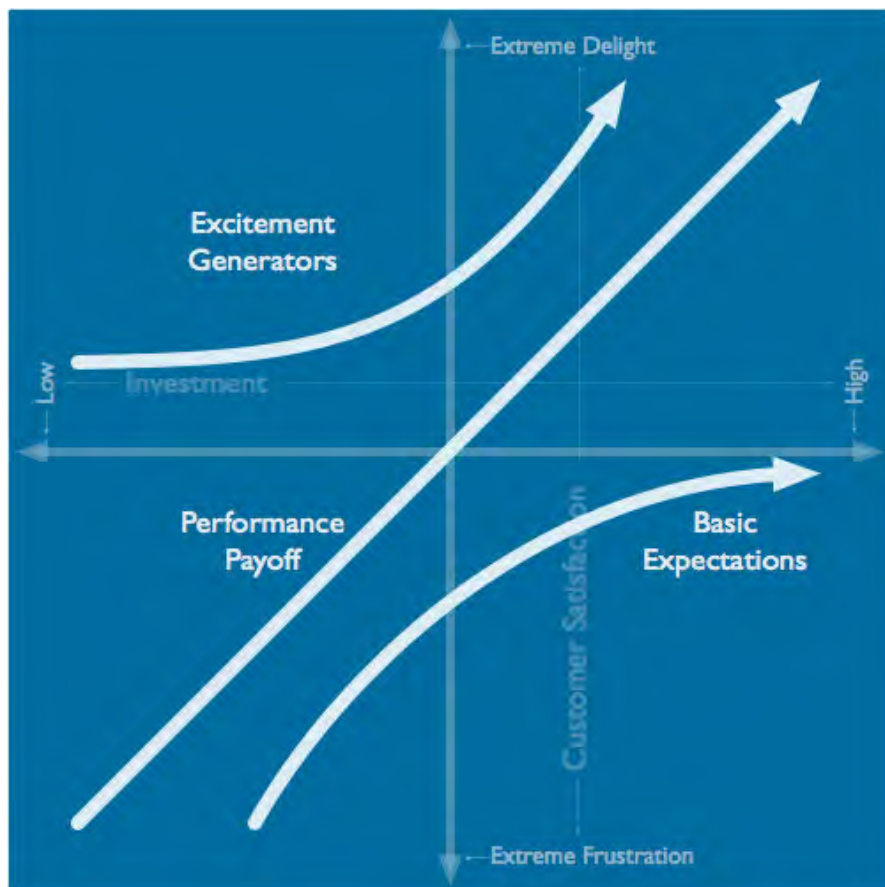 Extreme Delight
Excitement
Generators
Low
Investment
High
Performance
Payoff
Basic
Expectations
Customer Satisfaction
Extreme Frustration